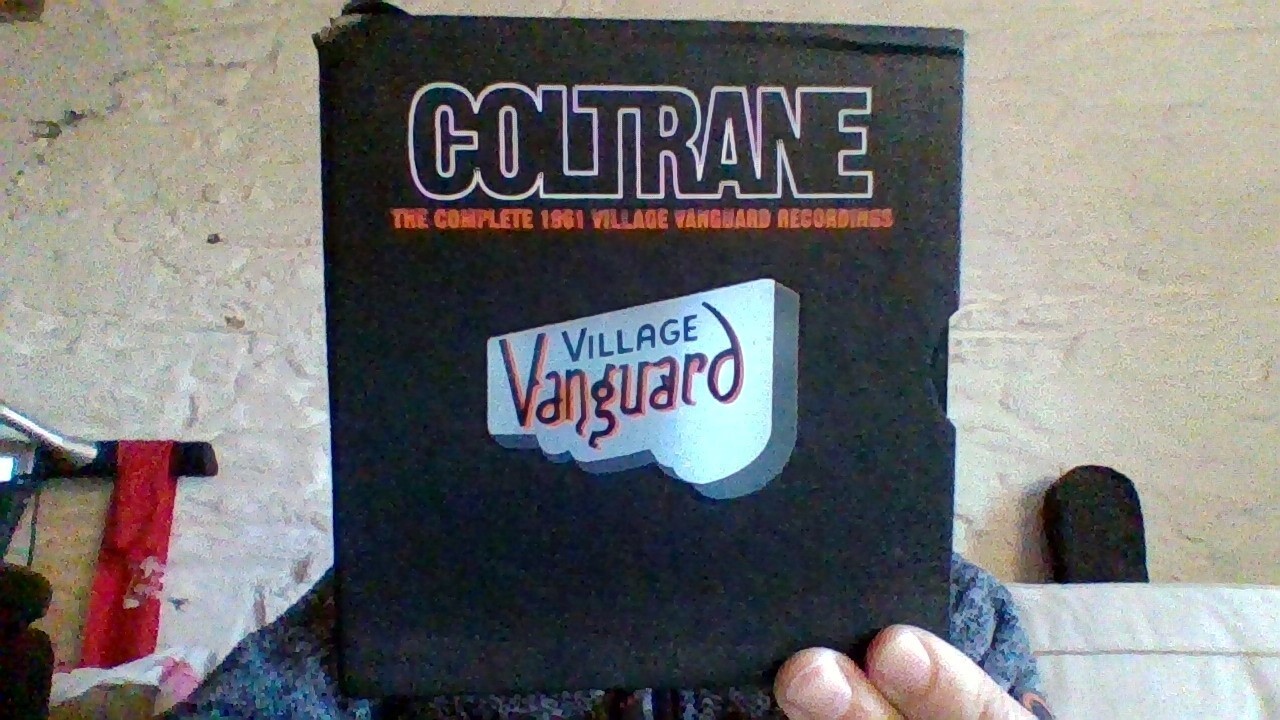 COLTRANE
THE COMPLETE 1961 VILLAGE VANGUARD RECORDINGS
VILLAGE
Vanguard